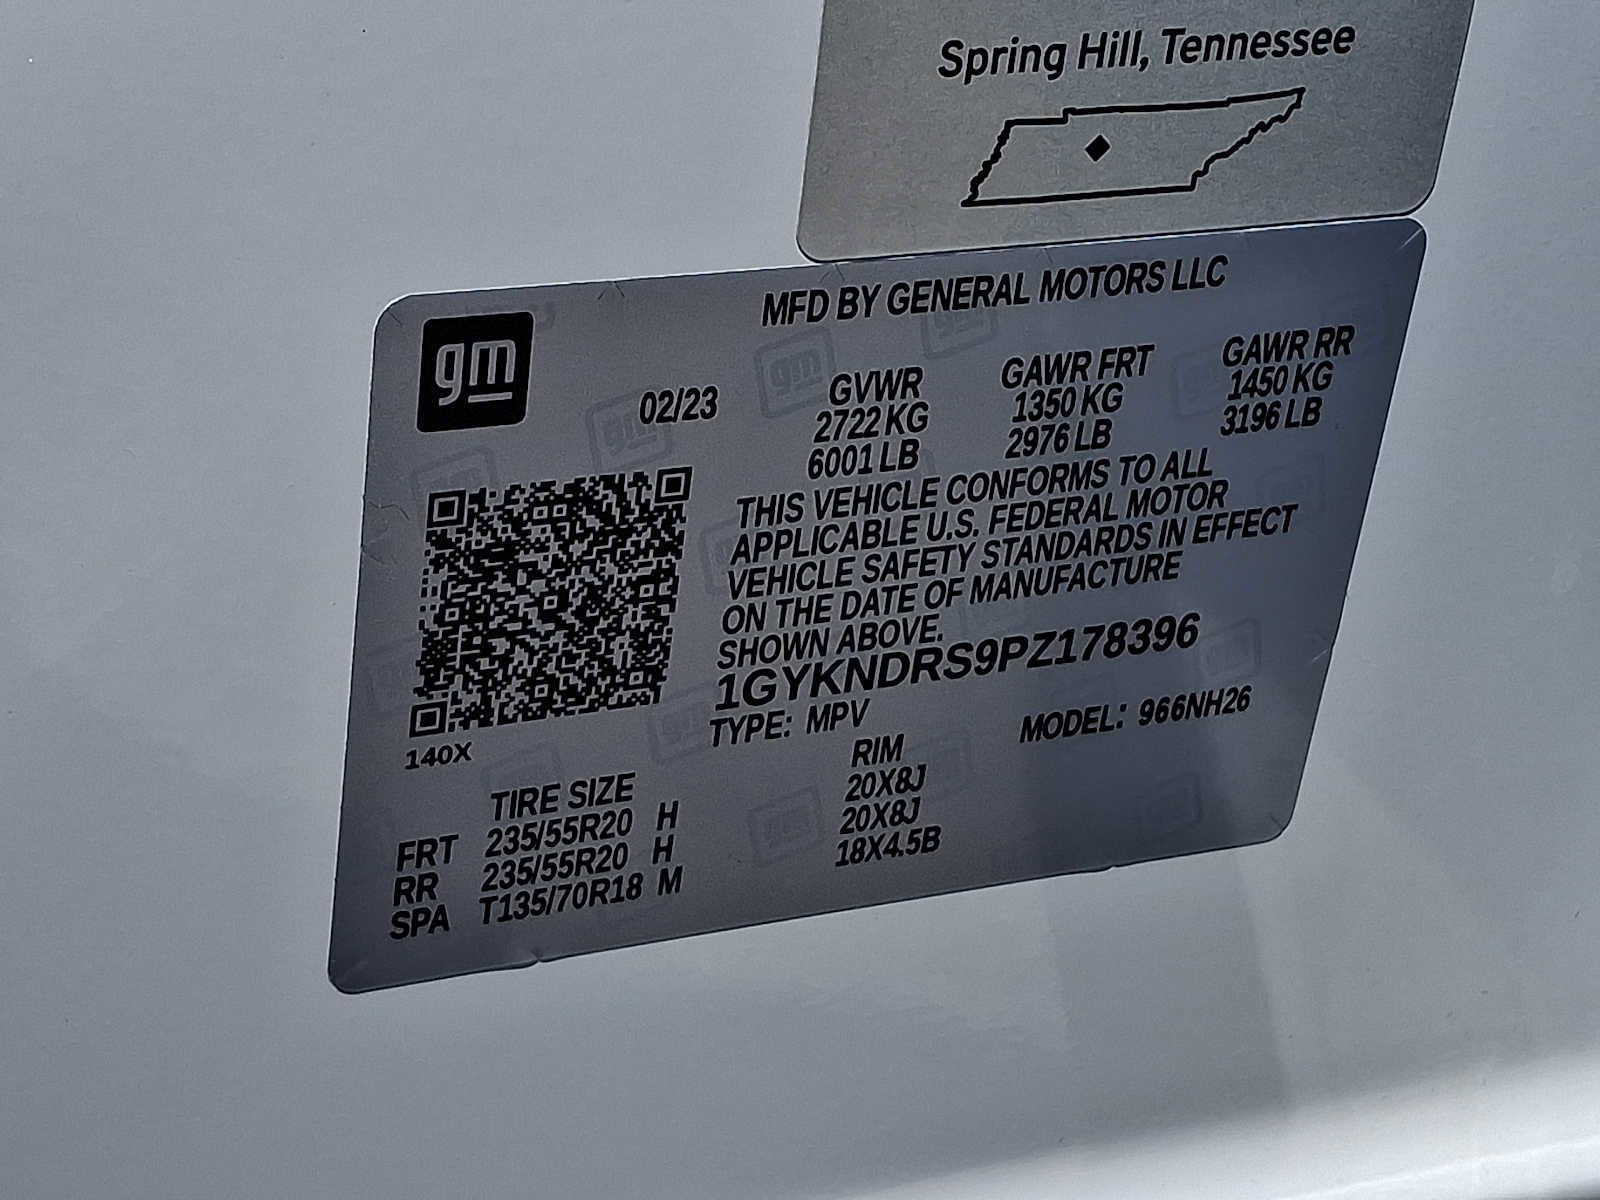 Spring Hill, Tennessee
MFD BY GENERAL MOTORS LLC
gm
02/23
GVWR GAWR FRT GAWR RR
2722 KG 1350 KG 1450 KG
6001 LB 2976 LB 3196 LB
THIS VEHICLE CONFORMS TO ALL
APPLICABLE U.S. FEDERAL MOTOR
VEHICLE SAFETY STANDARDS IN EFFECT
ON THE DATE OF MANUFACTURE
SHOWN ABOVE.
1GYKNDRS9PZ178396
TYPE: MPV MODEL: 966NH26
140X
TIRE SIZE RIM
FRT 235/55R20 H 20X8J
RR 235/55R20 H 20X8J
SPA T135/70R18 M 18X4.5B